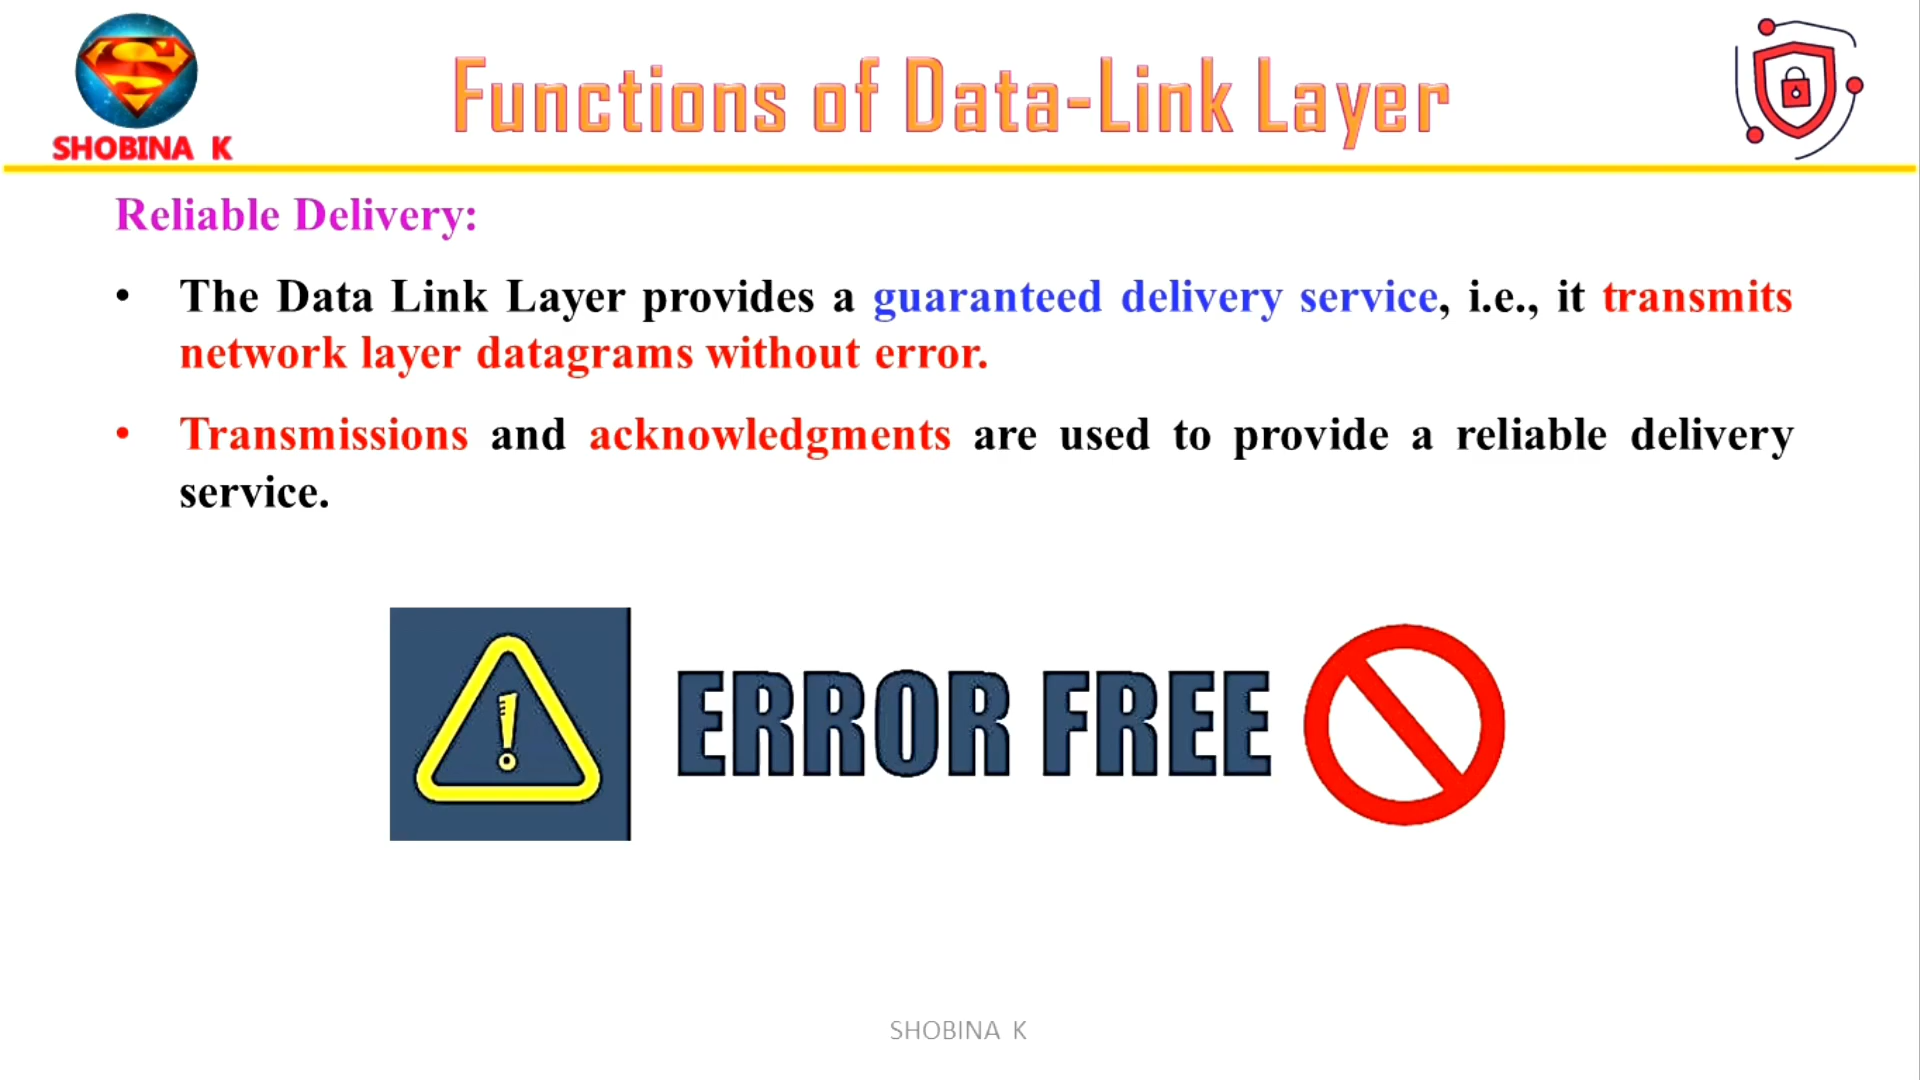 SHOBINA K
Functions of Data-Link Layer
Reliable Delivery:
• The Data Link Layer provides a guaranteed delivery service, i.e., it transmits
network layer datagrams without error.
• Transmissions and acknowledgments are used to provide a reliable delivery
service.
ERROR FREE
SHOBINA K